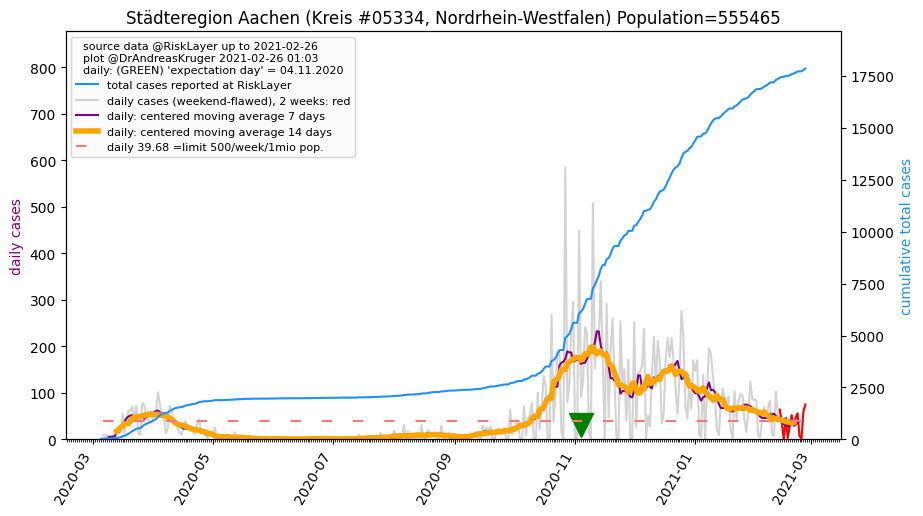 Städteregion Aachen (Kreis #05334, Nordrhein-Westfalen) Population=555465
source data @RiskLayer up to 2021-02-26
plot @DrAndreasKruger 2021-02-26 01:03
daily: (GREEN) 'expectation day' = 04.11.2020
total cases reported at RiskLayer
daily cases (weekend-flawed), 2 weeks: red
daily: centered moving average 7 days
daily: centered moving average 14 days
daily 39.68 =limit 500/week/1mio pop.
daily cases
800
700
600
500
400
300
200
100
0
cumulative total cases
17500
15000
12500
10000
7500
5000
2500
0
2020-03
2020-05
2020-07
2020-09
2020-11
2021-01
2021-03